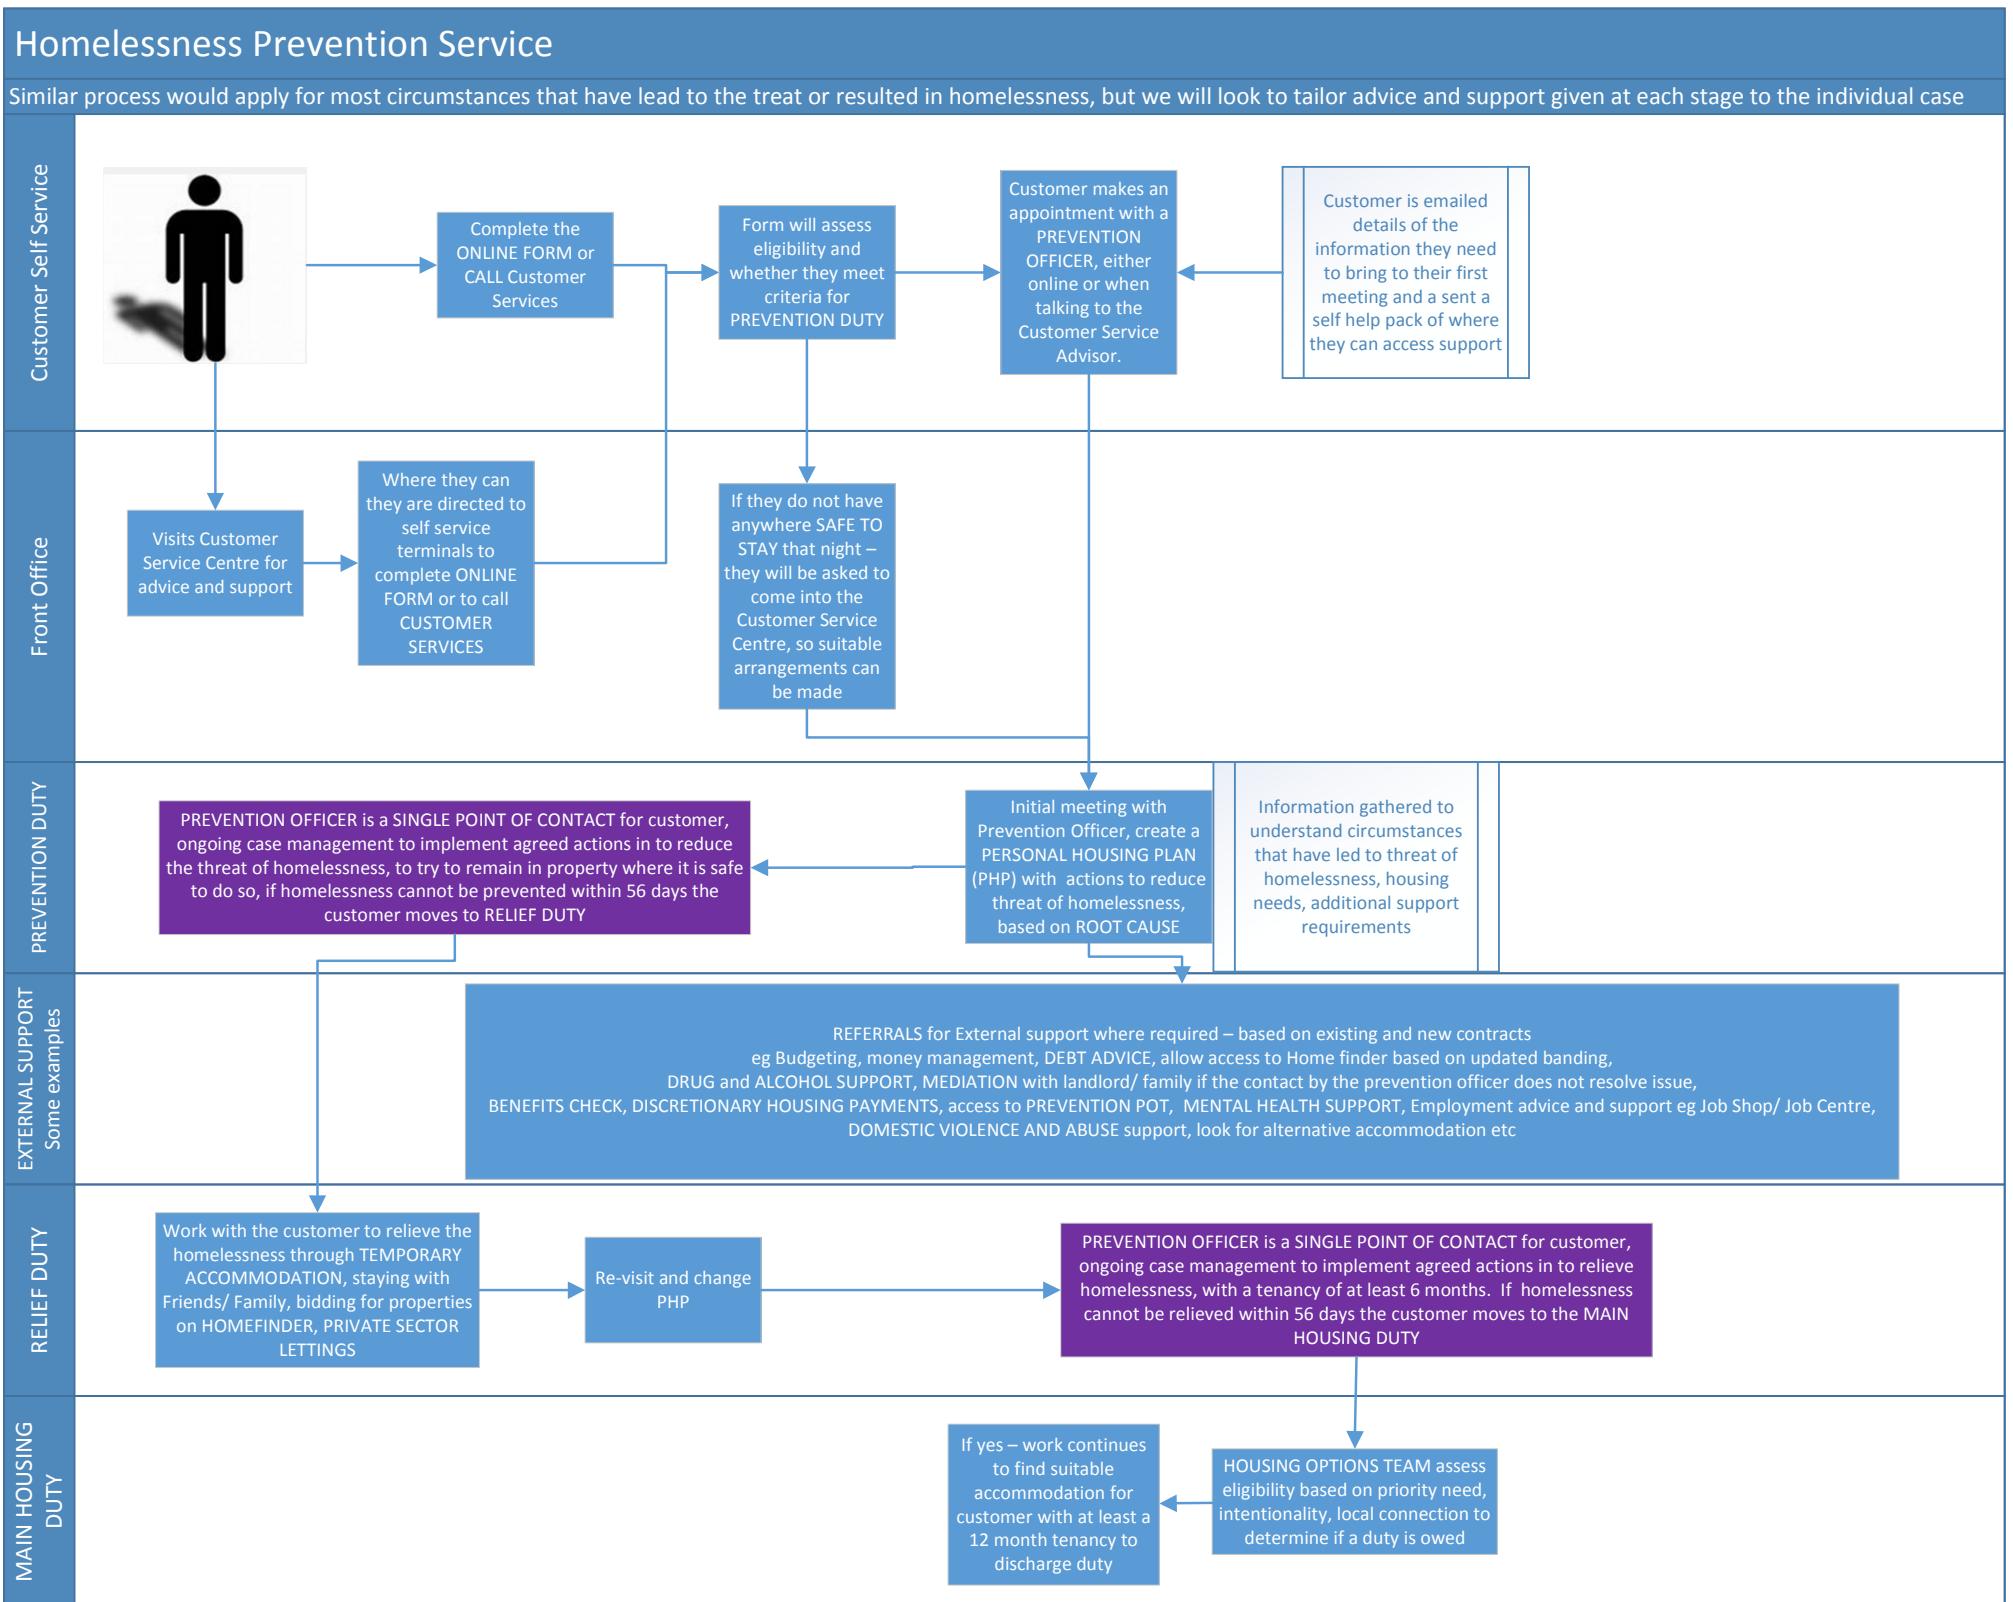 Homelessness Prevention Service
Similar process would apply for most circumstances that have lead to the treat or resulted in homelessness, but we will look to tailor advice and support given at each stage to the individual case
Customer Self Service
Complete the
ONLINE FORM or
CALL Customer
Services
Form will assess
eligibility and
whether they meet
criteria for
PREVENTION DUTY
Customer makes an
appointment with a
PREVENTION
OFFICER, either
online or when
talking to the
Customer Service
Advisor.
Customer is emailed
details of the
information they need
to bring to their first
meeting and a sent a
self help pack of where
they can access support
Front Office
Visits Customer
Service Centre for
advice and support
Where they can
they are directed to
self service
terminals to
complete ONLINE
FORM or to call
CUSTOMER
SERVICES
If they do not have
anywhere SAFE TO
STAY that night –
they will be asked to
come into the
Customer Service
Centre, so suitable
arrangements can
be made
PREVENTION DUTY
PREVENTION OFFICER is a SINGLE POINT OF CONTACT for customer,
ongoing case management to implement agreed actions in to reduce
the threat of homelessness, to try to remain in property where it is safe
to do so, if homelessness cannot be prevented within 56 days the
customer moves to RELIEF DUTY
Initial meeting with
Prevention Officer, create a
PERSONAL HOUSING PLAN
(PHP) with actions to reduce
threat of homelessness,
based on ROOT CAUSE
Information gathered to
understand circumstances
that have led to threat of
homelessness, housing
needs, additional support
requirements
EXTERNAL SUPPORT
Some examples
REFERRALS for External support where required – based on existing and new contracts
eg Budgeting, money management, DEBT ADVICE, allow access to Home finder based on updated banding,
DRUG and ALCOHOL SUPPORT, MEDIATION with landlord/ family if the contact by the prevention officer does not resolve issue,
BENEFITS CHECK, DISCRETIONARY HOUSING PAYMENTS, access to PREVENTION POT, MENTAL HEALTH SUPPORT, Employment advice and support eg Job Shop/ Job Centre,
DOMESTIC VIOLENCE AND ABUSE support, look for alternative accommodation etc
RELIEF DUTY
Work with the customer to relieve the
homelessness through TEMPORARY
ACCOMMODATION, staying with
Friends/ Family, bidding for properties
on HOMEFINDER, PRIVATE SECTOR
LETTINGS
Re-visit and change
PHP
PREVENTION OFFICER is a SINGLE POINT OF CONTACT for customer,
ongoing case management to implement agreed actions in to relieve
homelessness, with a tenancy of at least 6 months. If homelessness
cannot be relieved within 56 days the customer moves to the MAIN
HOUSING DUTY
MAIN HOUSING
DUTY
If yes – work continues
to find suitable
accommodation for
customer with at least a
12 month tenancy to
discharge duty
HOUSING OPTIONS TEAM assess
eligibility based on priority need,
intentionality, local connection to
determine if a duty is owed